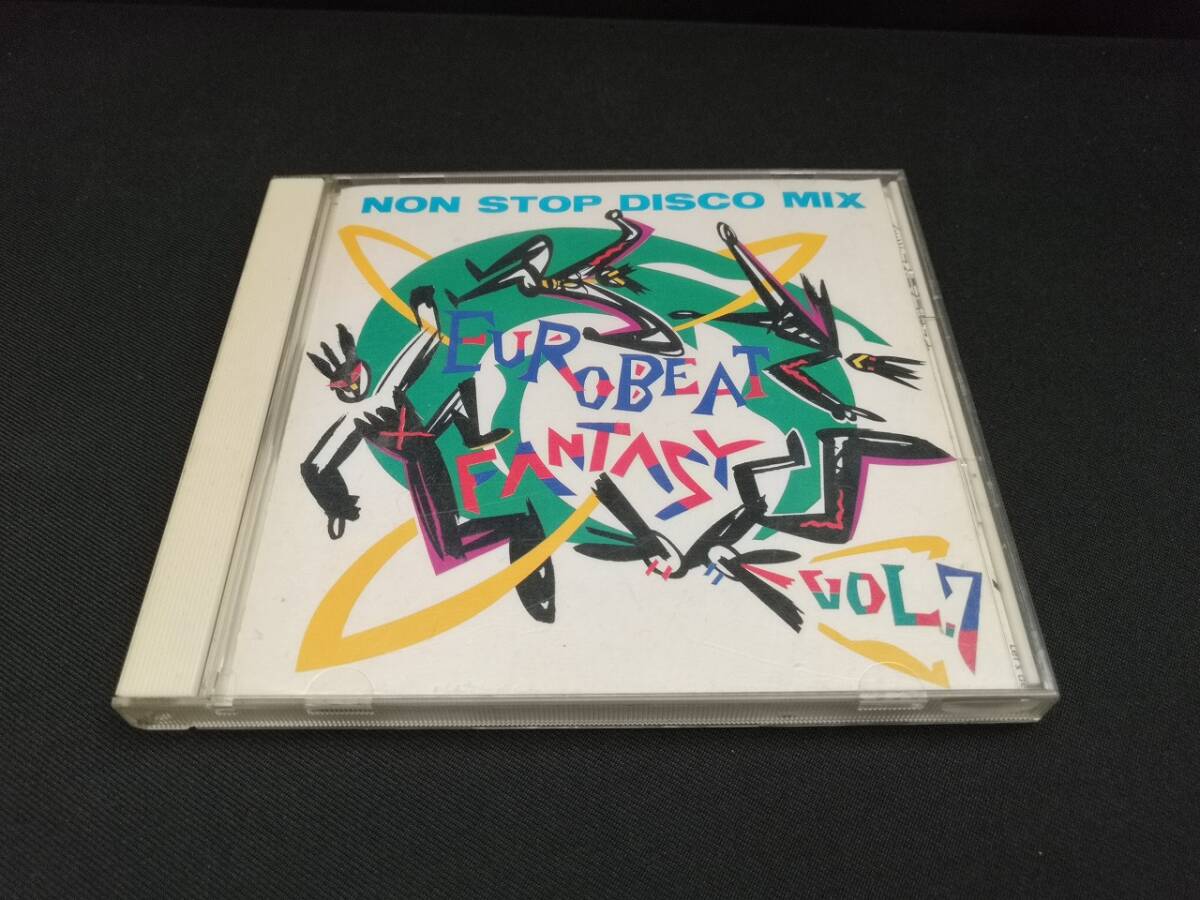 NON STOP DISCO MIX
EUROBEAT
FANTASY
VOL.7